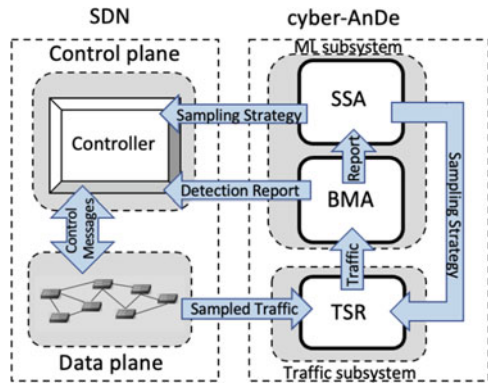 SDN
cyber-AnDe
Control plane
ML subsystem
SSA
Sampling Strategy
Controller
Report
Sampling Strategy
BMA
Detection Report
Control
Messages
Traffic
Sampled Traffic
TSR
Data plane
Traffic subsystem